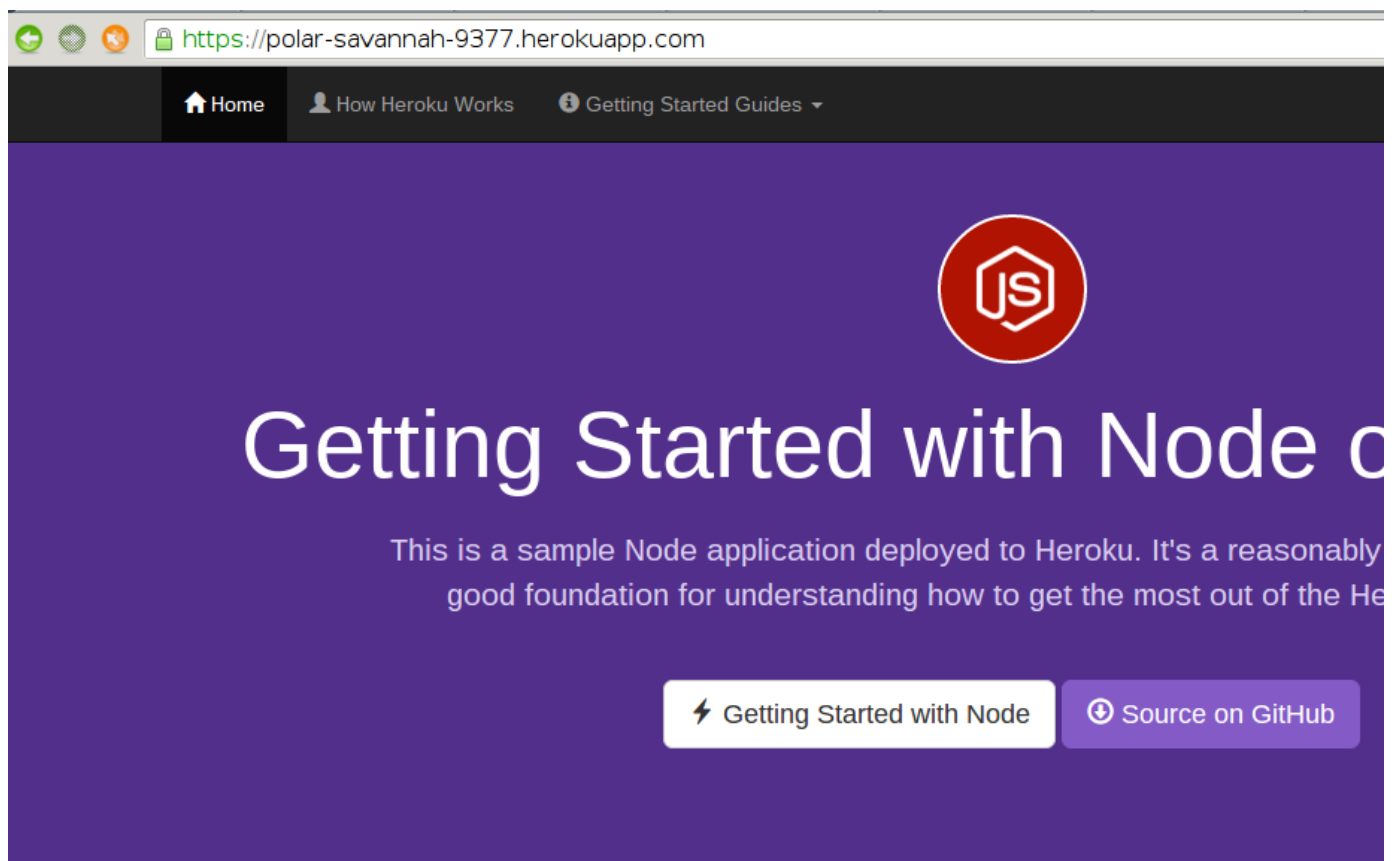 https://polar-savannah-9377.herokuapp.com
Home How Heroku Works Getting Started Guides
JS
Getting Started with Node
This is a sample Node application deployed to Heroku. It's a reasonably
good foundation for understanding how to get the most out of the
Getting Started with Node Source on GitHub